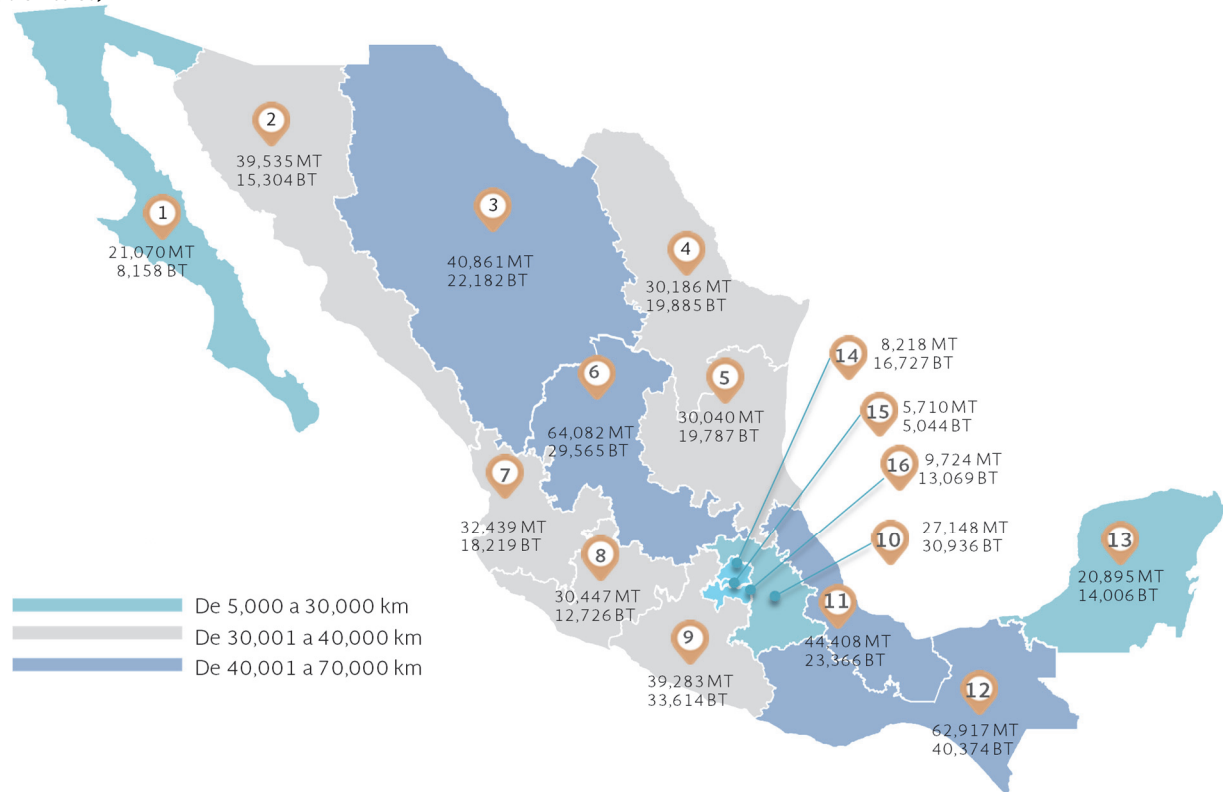 1
21,070 MT
8,158 BT
2
39,535 MT
15,304 BT
3
40,861 MT
22,182 BT
4
30,186 MT
19,885 BT
5
30,040 MT
19,787 BT
6
64,082 MT
29,565 BT
7
32,439 MT
18,219 BT
8
30,447 MT
12,726 BT
9
39,283 MT
33,614 BT
14
8,218 MT
16,727 BT
15
5,710 MT
5,044 BT
16
9,724 MT
13,069 BT
10
27,148 MT
30,936 BT
11
44,408 MT
23,366 BT
12
62,917 MT
40,374 BT
13
20,895 MT
14,006 BT
De 5,000 a 30,000 km
De 30,001 a 40,000 km
De 40,001 a 70,000 km